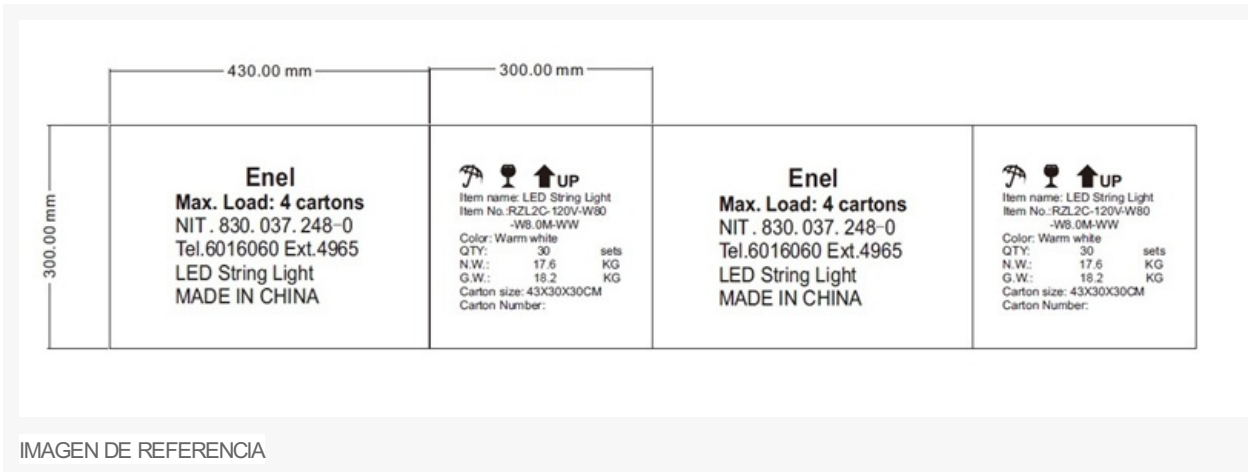 430.00 mm
300.00 mm
300.00 mm
Enel
Max. Load: 4 cartons
NIT. 830. 037. 248-0
Tel.6016060 Ext.4965
LED String Light
MADE IN CHINA
UP
Item name: LED String Light
Item No.:RZL2C-120V-W80
-W8.0M-WW
Color: Warm white
QTY: 30 sets
N.W.: 17.6 KG
G.W.: 18.2 KG
Carton size: 43X30X30CM
Carton Number:
Enel
Max. Load: 4 cartons
NIT. 830. 037. 248-0
Tel.6016060 Ext.4965
LED String Light
MADE IN CHINA
UP
Item name: LED String Light
Item No.:RZL2C-120V-W80
-W8.0M-WW
Color: Warm white
QTY: 30 sets
N.W.: 17.6 KG
G.W.: 18.2 KG
Carton size: 43X30X30CM
Carton Number:
IMAGEN DE REFERENCIA